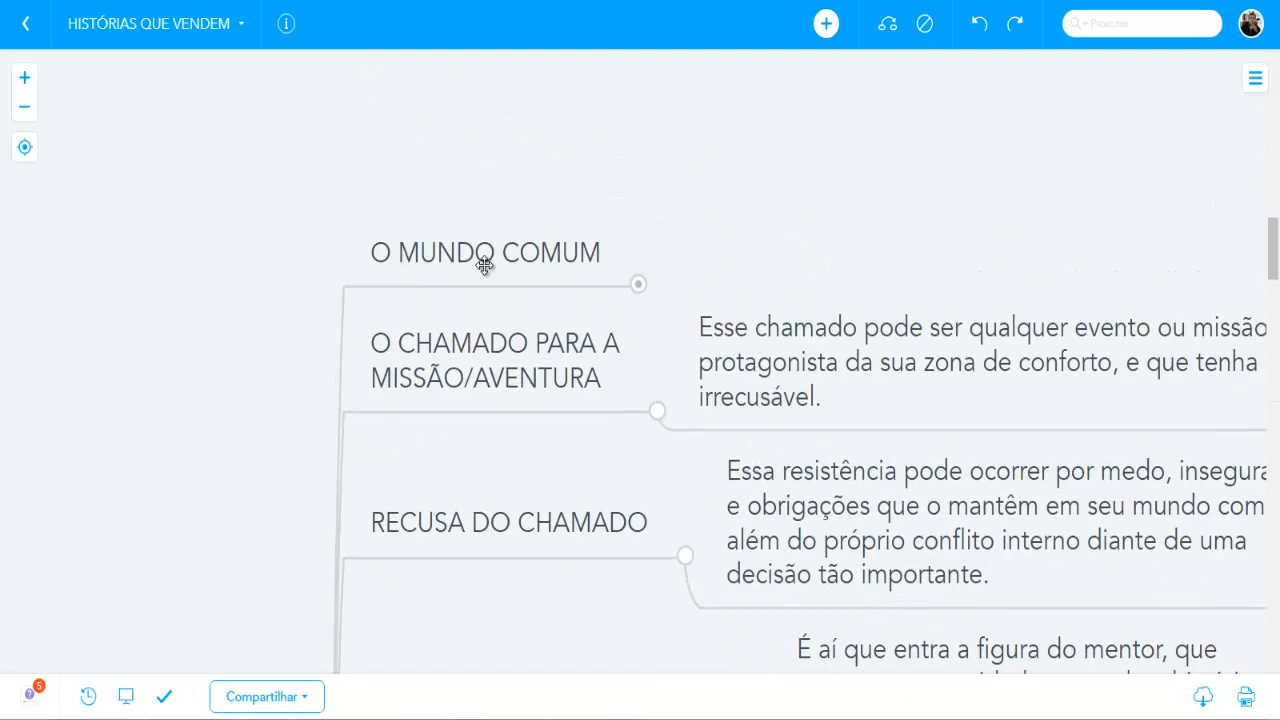 HISTÓRIAS QUE VENDEM
Procurar
O MUNDO COMUM
O CHAMADO PARA A
MISSÃO/AVENTURA
Esse chamado pode ser qualquer evento ou missão
protagonista da sua zona de conforto, e que tenha
irrecusável.
RECUSA DO CHAMADO
Essa resistência pode ocorrer por medo, insegura
e obrigações que o mantêm em seu mundo com
além do próprio conflito interno diante de uma
decisão tão importante.
É aí que entra a figura do mentor, que
5
Compartilhar